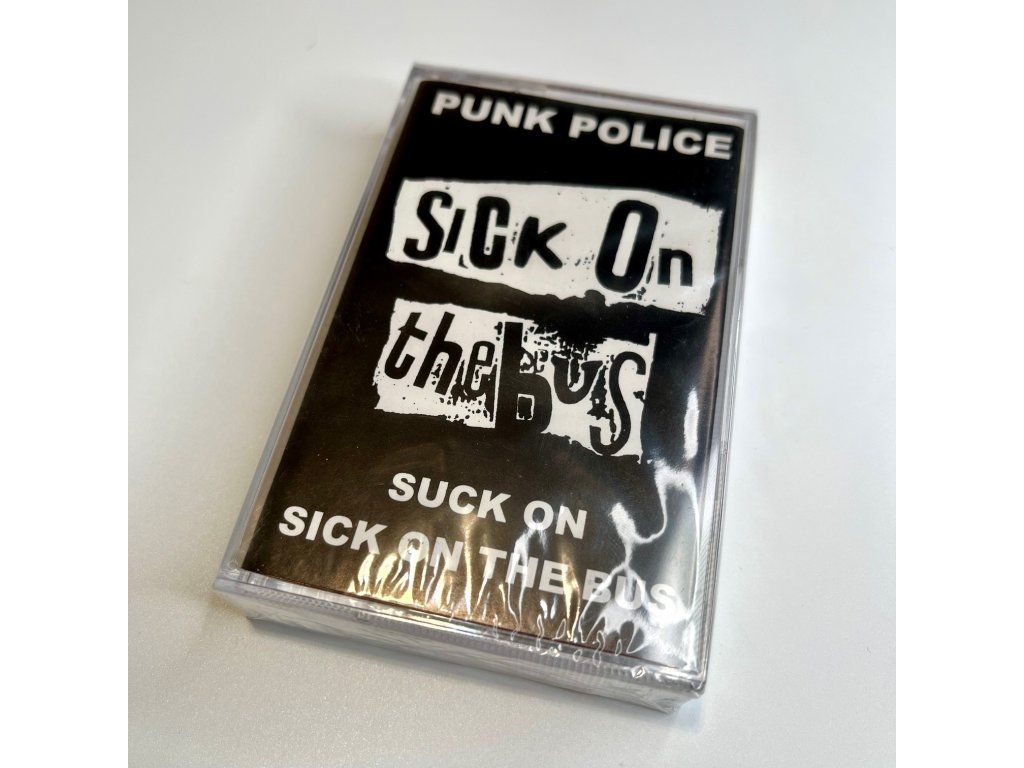 PUNK POLICE
SiCK On
the bus
SUCK ON
SICK ON THE BUS